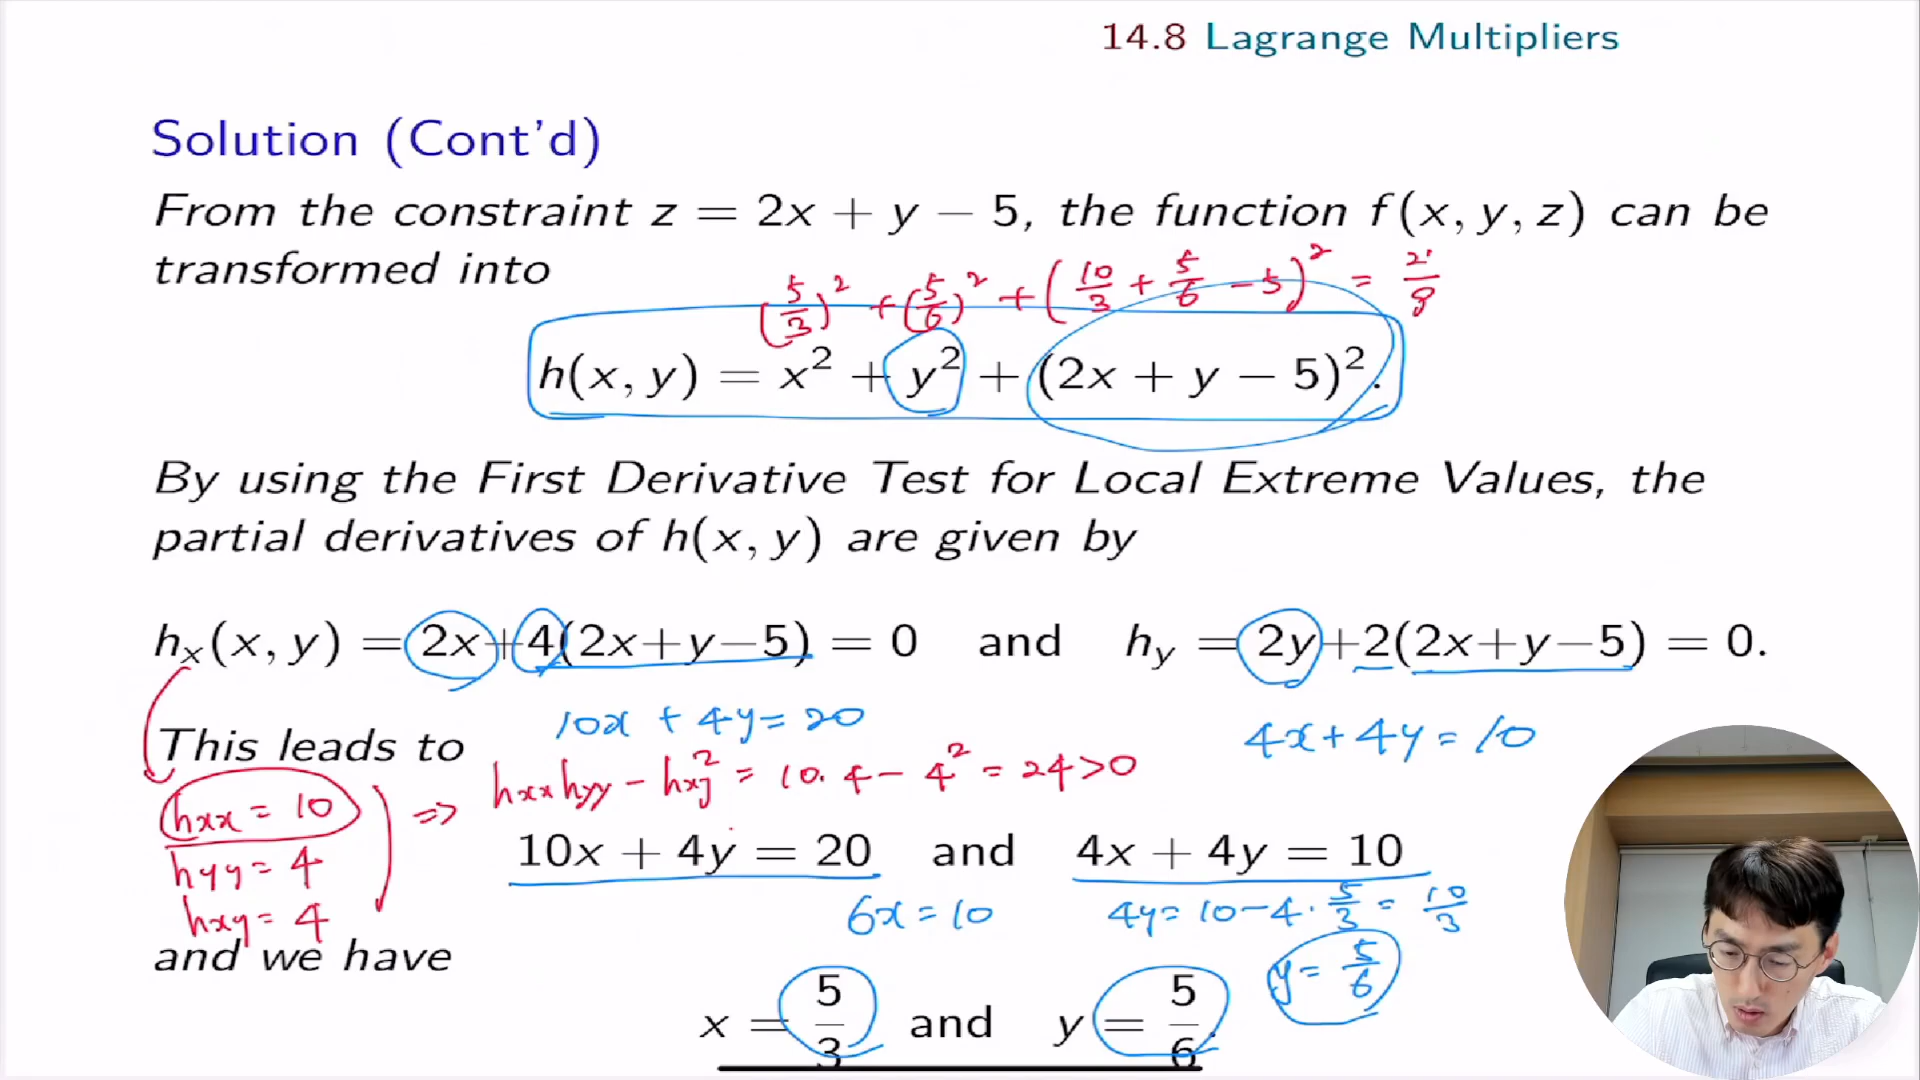 14.8 Lagrange Multipliers
Solution (Cont'd)
From the constraint z = 2x + y − 5, the function f(x, y, z) can be
transformed into
(5/3)² + (5/6)² + (10/3 + 5/6 − 5)² =
h(x, y) = x² + y² + (2x + y − 5)².
By using the First Derivative Test for Local Extreme Values, the
partial derivatives of h(x, y) are given by
hₓ(x, y) = 2x+4(2x+y−5) = 0 and h_y = 2y+2(2x+y−5) = 0.
10x + 4y = 20
4x + 4y = 10
This leads to
hxx hyy − hxy² = 10·4 − 4² = 24 > 0
hxx = 10 ⇒
hyy = 4
hxy = 4
10x + 4y = 20 and 4x + 4y = 10
6x = 10
4y = 10 − 4 · 5/3 = 10/3
and we have
y = 5/6
x = 5/3 and y = 5/6.